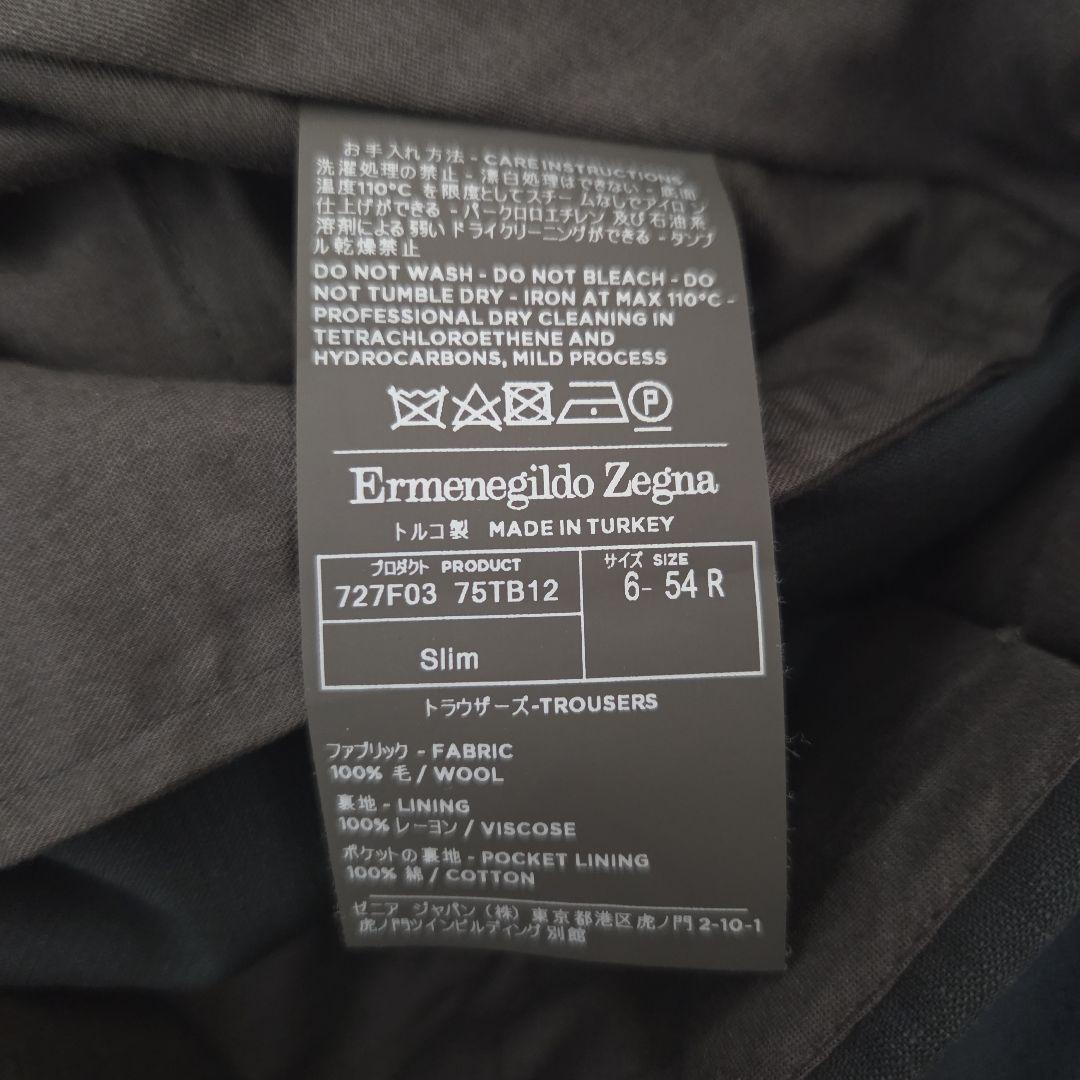 お手入れ方法 - CARE INSTRUCTIONS
洗濯処理の禁止 - 漂白処理はできない - 底面
温度110°C を限度としてスチームなしでアイロン
仕上げができる - パークロロエチレン 及び石油系
溶剤による 弱い ドライクリーニングができる - タンブ
ル乾燥禁止
DO NOT WASH - DO NOT BLEACH - DO
NOT TUMBLE DRY - IRON AT MAX 110°C -
PROFESSIONAL DRY CLEANING IN
TETRACHLOROETHENE AND
HYDROCARBONS, MILD PROCESS
P
Ermenegildo Zegna
トルコ製 MADE IN TURKEY
プロダクト PRODUCT
727F03 75TB12
サイズ SIZE
6- 54 R
Slim
トラウザーズ-TROUSERS
ファブリック - FABRIC
100% 毛 / WOOL
裏地 - LINING
100% レーヨン / VISCOSE
ポケットの裏地 - POCKET LINING
100% 綿 / COTTON
ゼニア ジャパン (株) 東京都港区虎ノ門 2-10-1
虎ノ門ツインビルディング 別館